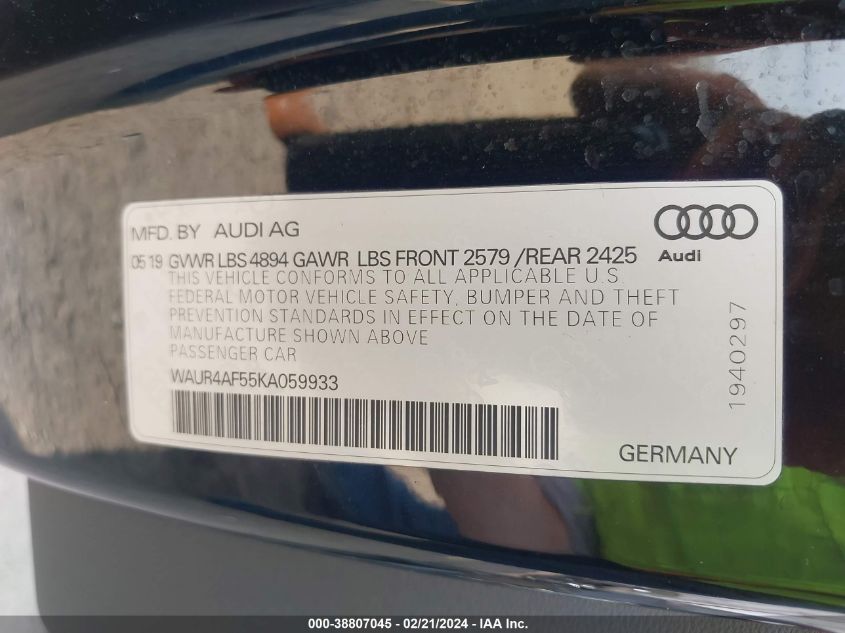 MFD. BY AUDI AG
05 19 GVWR LBS 4894 GAWR LBS FRONT 2579 /REAR 2425
THIS VEHICLE CONFORMS TO ALL APPLICABLE U.S.
FEDERAL MOTOR VEHICLE SAFETY, BUMPER AND THEFT
PREVENTION STANDARDS IN EFFECT ON THE DATE OF
MANUFACTURE SHOWN ABOVE
PASSENGER CAR
WAUR4AF55KA059933
Audi
1940297
GERMANY
000-38807045 / 02/21/2024 - IAA Inc.